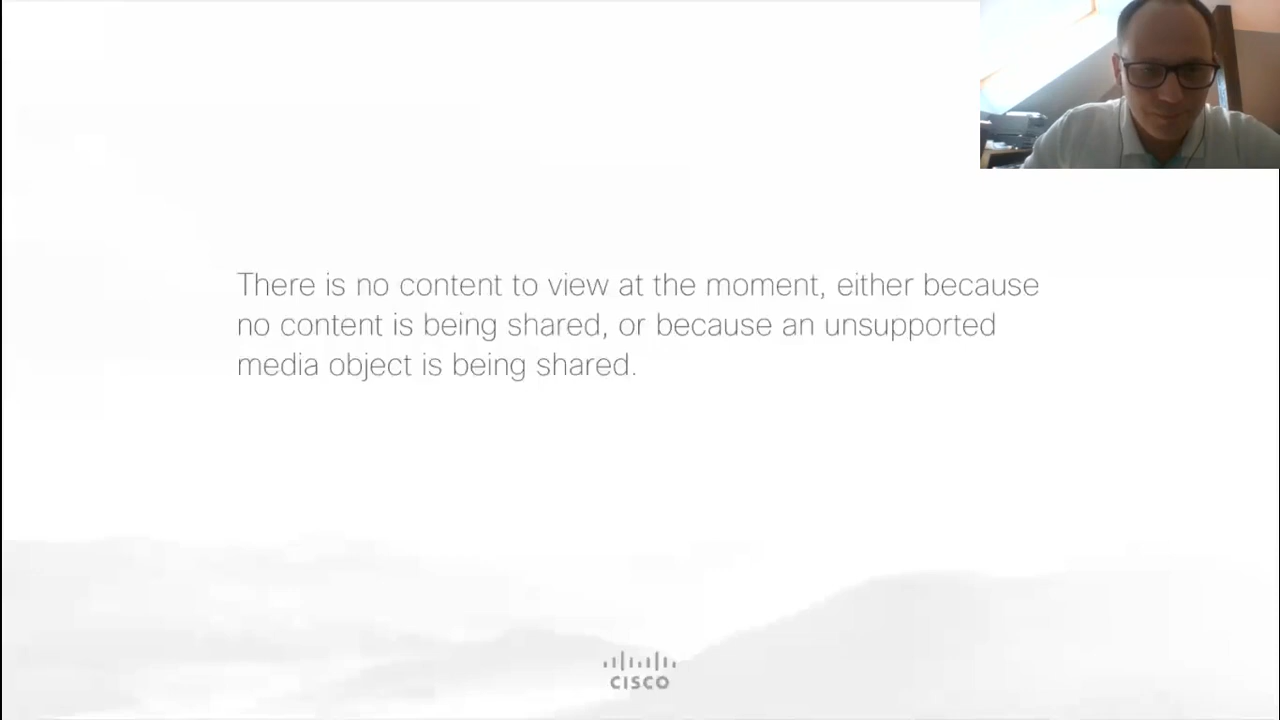 There is no content to view at the moment, either because
no content is being shared, or because an unsupported
media object is being shared.
CISCO